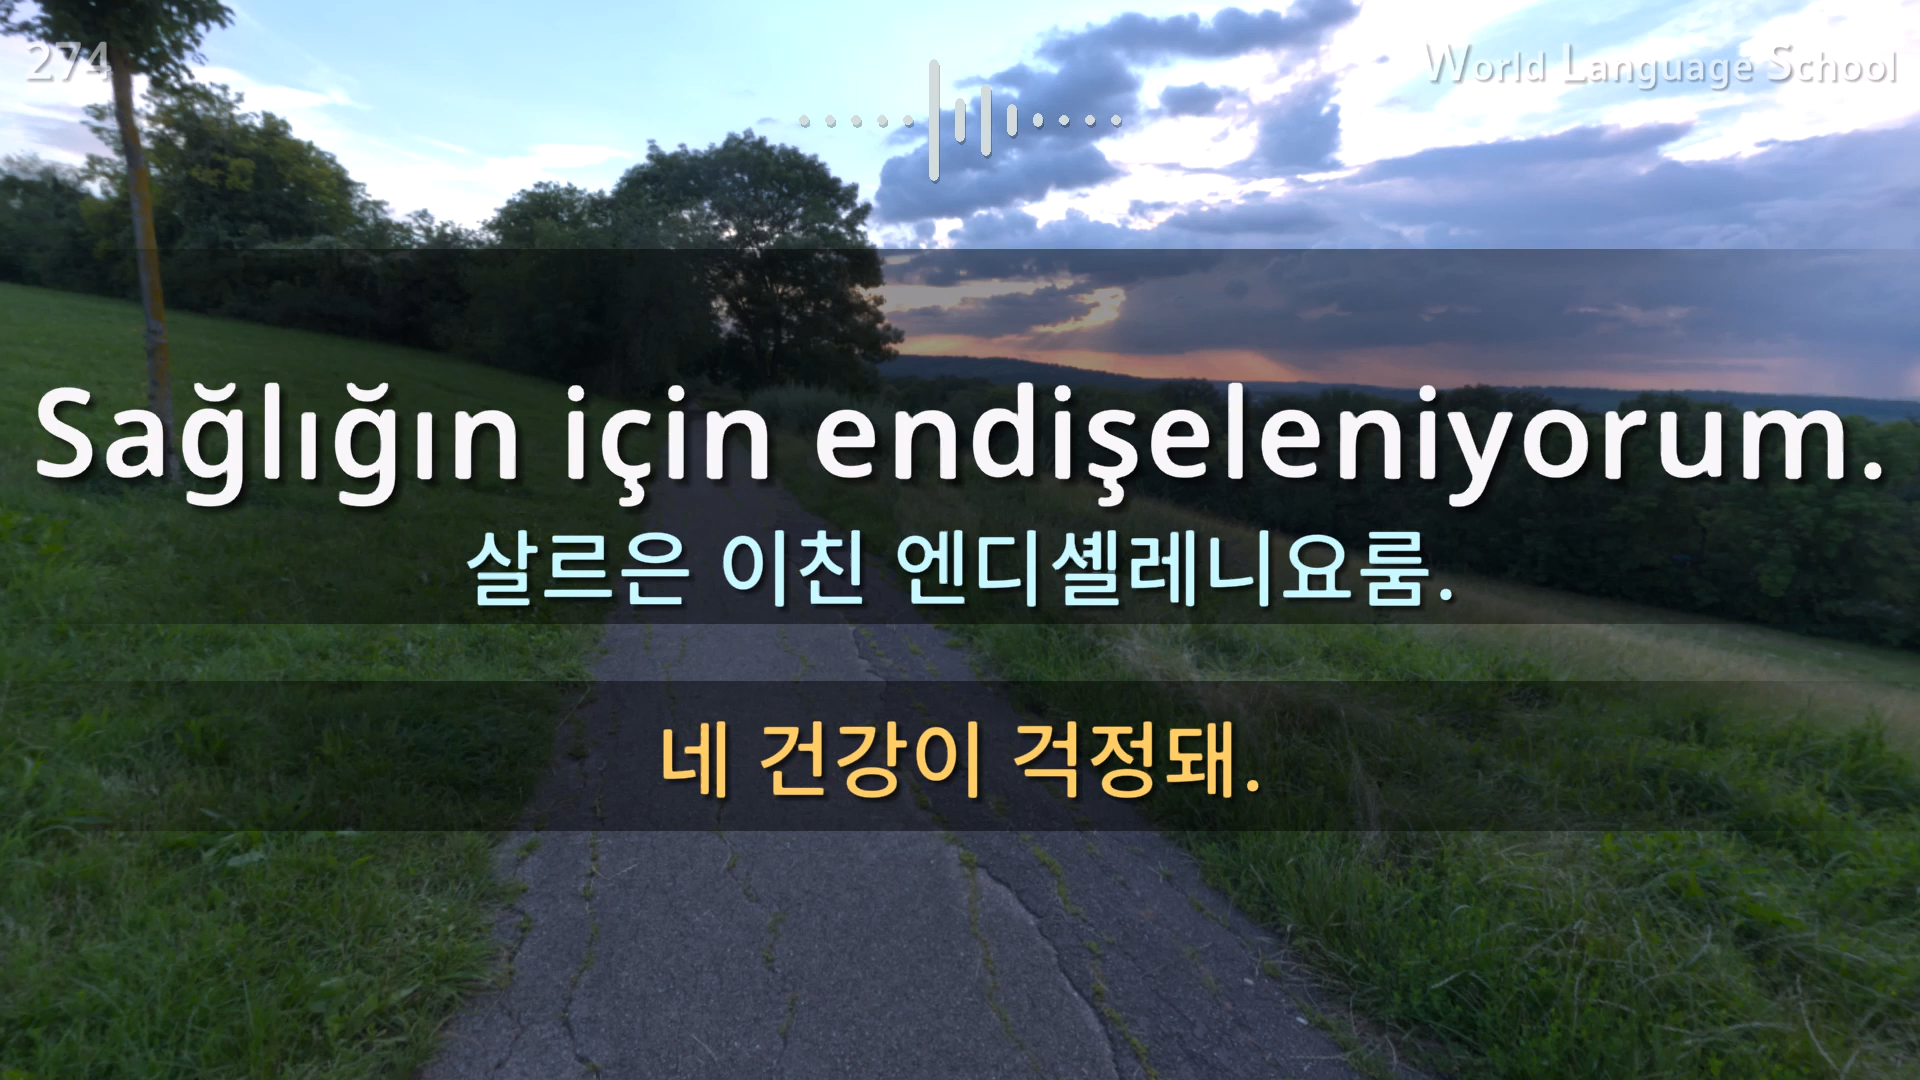 274
World Language School
Sağlığın için endişeleniyorum.
살르은 이친 엔디셸레니요룸.
네 건강이 걱정돼.